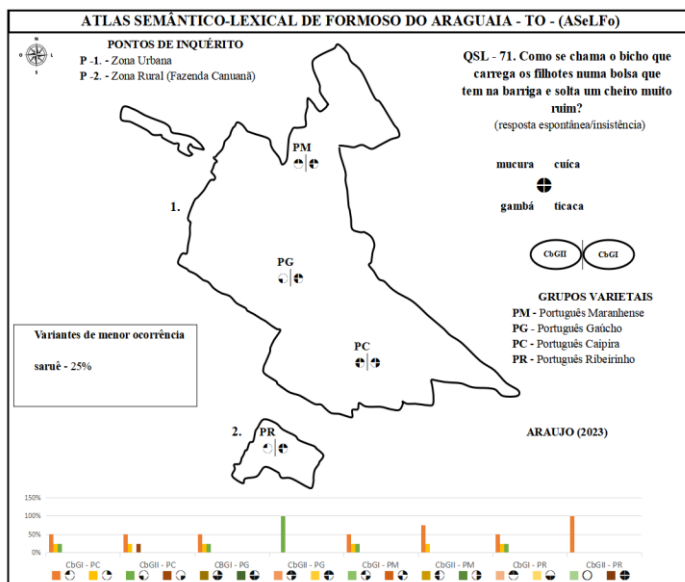 ATLAS SEMÂNTICO-LEXICAL DE FORMOSO DO ARAGUAIA - TO - (ASeLFo)
N
O
L
S
PONTOS DE INQUÉRITO
P -1. - Zona Urbana
P -2. - Zona Rural (Fazenda Canuanã)
QSL - 71. Como se chama o bicho que
carrega os filhotes numa bolsa que
tem na barriga e solta um cheiro muito
ruim?
(resposta espontânea/insistência)
mucura cuíca
gambá ticaca
CbGII CbGI
GRUPOS VARIETAIS
PM - Português Maranhense
PG - Português Gaúcho
PC - Português Caipira
PR - Português Ribeirinho
PM
1.
PG
PC
Variantes de menor ocorrência
saruê - 25%
2.
PR
ARAUJO (2023)
150%
100%
50%
0%
CbGI - PC CbGII - PC CbGI - PG CbGII - PG CbGI - PM CbGII - PM CbGI - PR CbGII - PR